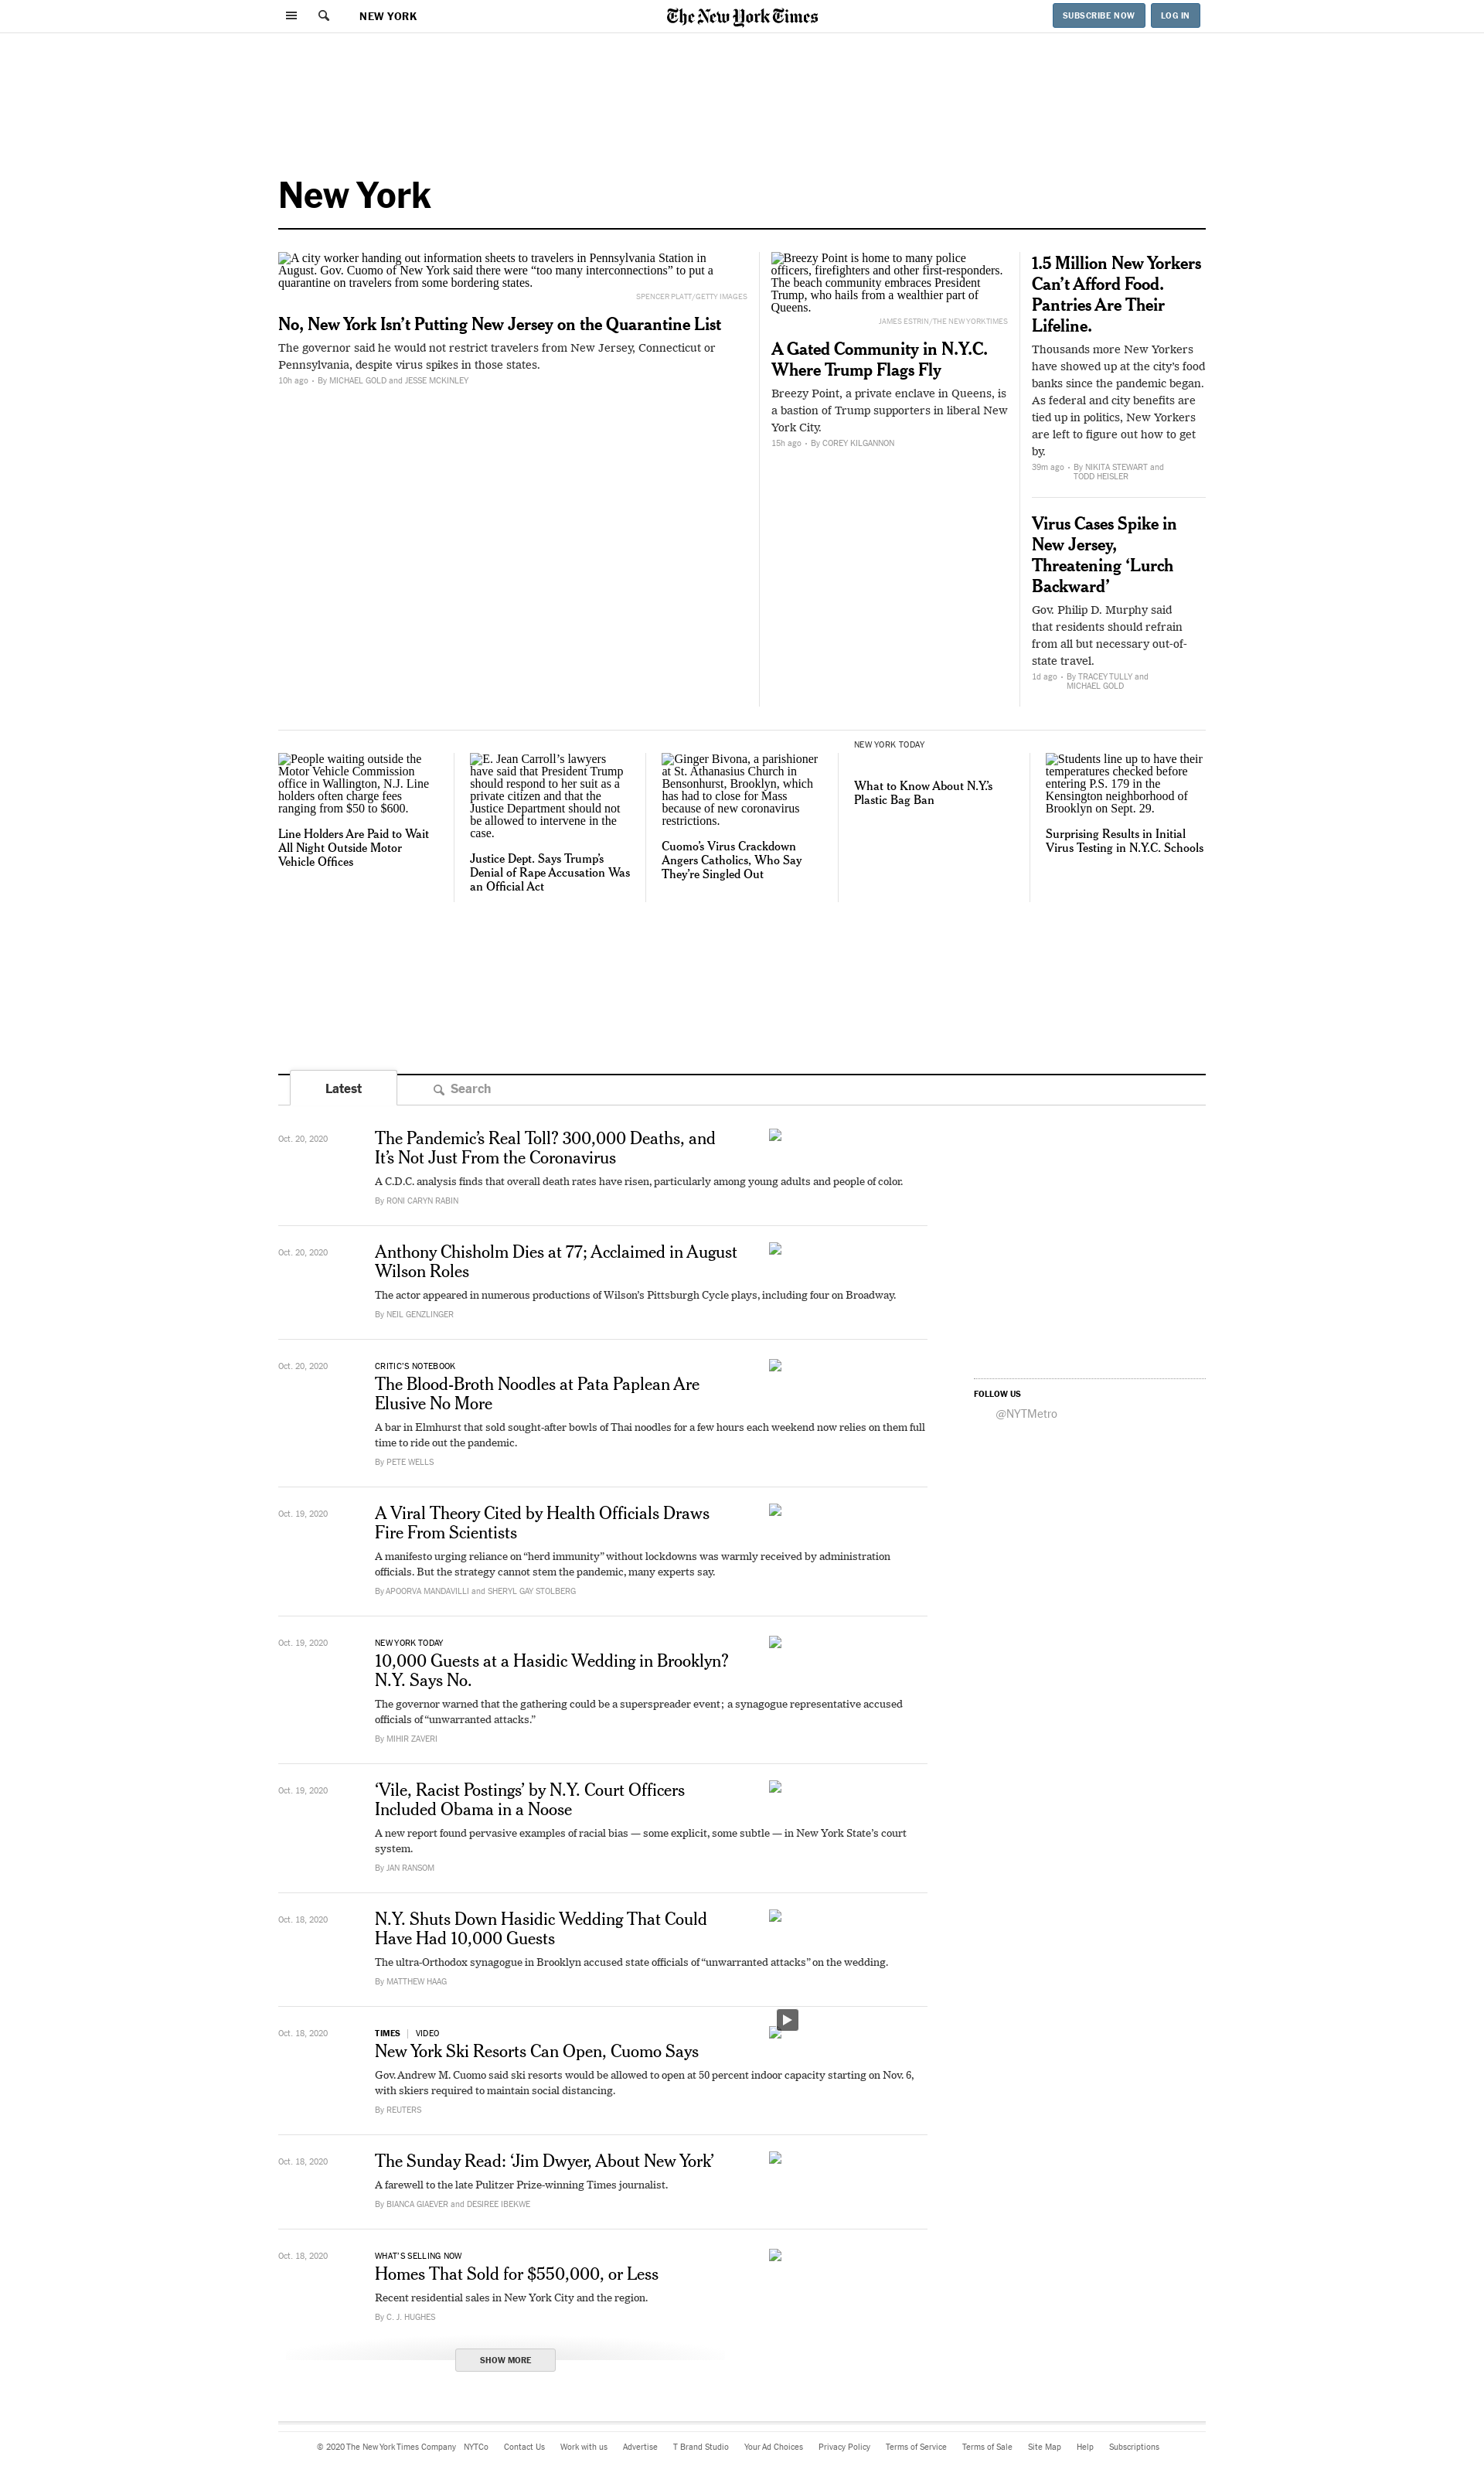 NEW YORK
The New York Times
SUBSCRIBE NOW
LOG IN
New York
A city worker handing out information sheets to travelers in Pennsylvania Station in
August. Gov. Cuomo of New York said there were “too many interconnections” to put a
quarantine on travelers from some bordering states.
SPENCER PLATT/GETTY IMAGES
No, New York Isn’t Putting New Jersey on the Quarantine List
The governor said he would not restrict travelers from New Jersey, Connecticut or
Pennsylvania, despite virus spikes in those states.
10h ago • By MICHAEL GOLD and JESSE MCKINLEY
Breezy Point is home to many police
officers, firefighters and other first-responders.
The beach community embraces President
Trump, who hails from a wealthier part of
Queens.
JAMES ESTRIN/THE NEW YORK TIMES
A Gated Community in N.Y.C.
Where Trump Flags Fly
Breezy Point, a private enclave in Queens, is
a bastion of Trump supporters in liberal New
York City.
15h ago • By COREY KILGANNON
1.5 Million New Yorkers
Can’t Afford Food.
Pantries Are Their
Lifeline.
Thousands more New Yorkers
have showed up at the city’s food
banks since the pandemic began.
As federal and city benefits are
tied up in politics, New Yorkers
are left to figure out how to get
by.
39m ago • By NIKITA STEWART and
TODD HEISLER
Virus Cases Spike in
New Jersey,
Threatening ‘Lurch
Backward’
Gov. Philip D. Murphy said
that residents should refrain
from all but necessary out-of-
state travel.
1d ago • By TRACEY TULLY and
MICHAEL GOLD
People waiting outside the
Motor Vehicle Commission
office in Wallington, N.J. Line
holders often charge fees
ranging from $50 to $600.
Line Holders Are Paid to Wait
All Night Outside Motor
Vehicle Offices
E. Jean Carroll’s lawyers
have said that President Trump
should respond to her suit as a
private citizen and that the
Justice Department should not
be allowed to intervene in the
case.
Justice Dept. Says Trump’s
Denial of Rape Accusation Was
an Official Act
Ginger Bivona, a parishioner
at St. Athanasius Church in
Bensonhurst, Brooklyn, which
has had to close for Mass
because of new coronavirus
restrictions.
Cuomo’s Virus Crackdown
Angers Catholics, Who Say
They’re Singled Out
NEW YORK TODAY
What to Know About N.Y.’s
Plastic Bag Ban
Students line up to have their
temperatures checked before
entering P.S. 179 in the
Kensington neighborhood of
Brooklyn on Sept. 29.
Surprising Results in Initial
Virus Testing in N.Y.C. Schools
Latest
Search
Oct. 20, 2020
The Pandemic’s Real Toll? 300,000 Deaths, and
It’s Not Just From the Coronavirus
A C.D.C. analysis finds that overall death rates have risen, particularly among young adults and people of color.
By RONI CARYN RABIN
Oct. 20, 2020
Anthony Chisholm Dies at 77; Acclaimed in August
Wilson Roles
The actor appeared in numerous productions of Wilson’s Pittsburgh Cycle plays, including four on Broadway.
By NEIL GENZLINGER
Oct. 20, 2020
CRITIC’S NOTEBOOK
The Blood-Broth Noodles at Pata Paplean Are
Elusive No More
A bar in Elmhurst that sold sought-after bowls of Thai noodles for a few hours each weekend now relies on them full
time to ride out the pandemic.
By PETE WELLS
FOLLOW US
@NYTMetro
Oct. 19, 2020
A Viral Theory Cited by Health Officials Draws
Fire From Scientists
A manifesto urging reliance on “herd immunity” without lockdowns was warmly received by administration
officials. But the strategy cannot stem the pandemic, many experts say.
By APOORVA MANDAVILLI and SHERYL GAY STOLBERG
Oct. 19, 2020
NEW YORK TODAY
10,000 Guests at a Hasidic Wedding in Brooklyn?
N.Y. Says No.
The governor warned that the gathering could be a superspreader event; a synagogue representative accused
officials of “unwarranted attacks.”
By MIHIR ZAVERI
Oct. 19, 2020
‘Vile, Racist Postings’ by N.Y. Court Officers
Included Obama in a Noose
A new report found pervasive examples of racial bias — some explicit, some subtle — in New York State’s court
system.
By JAN RANSOM
Oct. 18, 2020
N.Y. Shuts Down Hasidic Wedding That Could
Have Had 10,000 Guests
The ultra-Orthodox synagogue in Brooklyn accused state officials of “unwarranted attacks” on the wedding.
By MATTHEW HAAG
Oct. 18, 2020
TIMES | VIDEO
New York Ski Resorts Can Open, Cuomo Says
Gov. Andrew M. Cuomo said ski resorts would be allowed to open at 50 percent indoor capacity starting on Nov. 6,
with skiers required to maintain social distancing.
By REUTERS
Oct. 18, 2020
The Sunday Read: ‘Jim Dwyer, About New York’
A farewell to the late Pulitzer Prize-winning Times journalist.
By BIANCA GIAEVER and DESIREE IBEKWE
Oct. 18, 2020
WHAT’S SELLING NOW
Homes That Sold for $550,000, or Less
Recent residential sales in New York City and the region.
By C. J. HUGHES
SHOW MORE
© 2020 The New York Times Company NYTCo Contact Us Work with us Advertise T Brand Studio Your Ad Choices Privacy Policy Terms of Service Terms of Sale Site Map Help Subscriptions